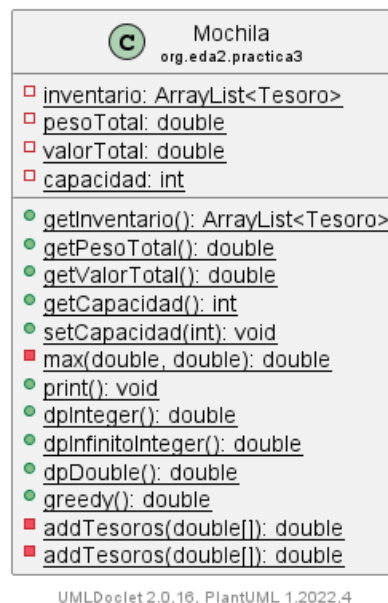 C
Mochila
org.eda2.practica3
inventario: ArrayList<Tesoro>
pesoTotal: double
valorTotal: double
capacidad: int
getInventario(): ArrayList<Tesoro>
getPesoTotal(): double
getValorTotal(): double
getCapacidad(): int
setCapacidad(int): void
max(double, double): double
print(): void
dpInteger(): double
dpInfinitoInteger(): double
dpDouble(): double
greedy(): double
addTesoros(double[]): double
addTesoros(double[]): double
UMLDoclet 2.0.16, PlantUML 1.2022.4